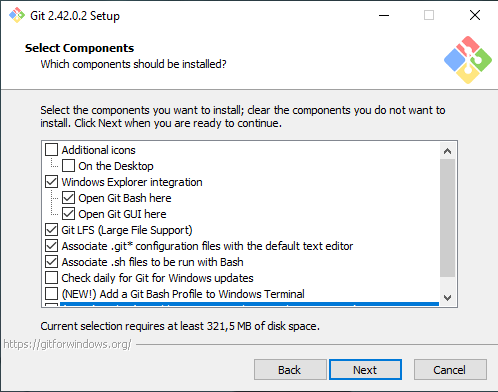 Git 2.42.0.2 Setup
Select Components
Which components should be installed?
Select the components you want to install; clear the components you do not want to
install. Click Next when you are ready to continue.
Additional icons
On the Desktop
Windows Explorer integration
Open Git Bash here
Open Git GUI here
Git LFS (Large File Support)
Associate .git* configuration files with the default text editor
Associate .sh files to be run with Bash
Check daily for Git for Windows updates
(NEW!) Add a Git Bash Profile to Windows Terminal
Current selection requires at least 321,5 MB of disk space.
https://gitforwindows.org/
Back
Next
Cancel